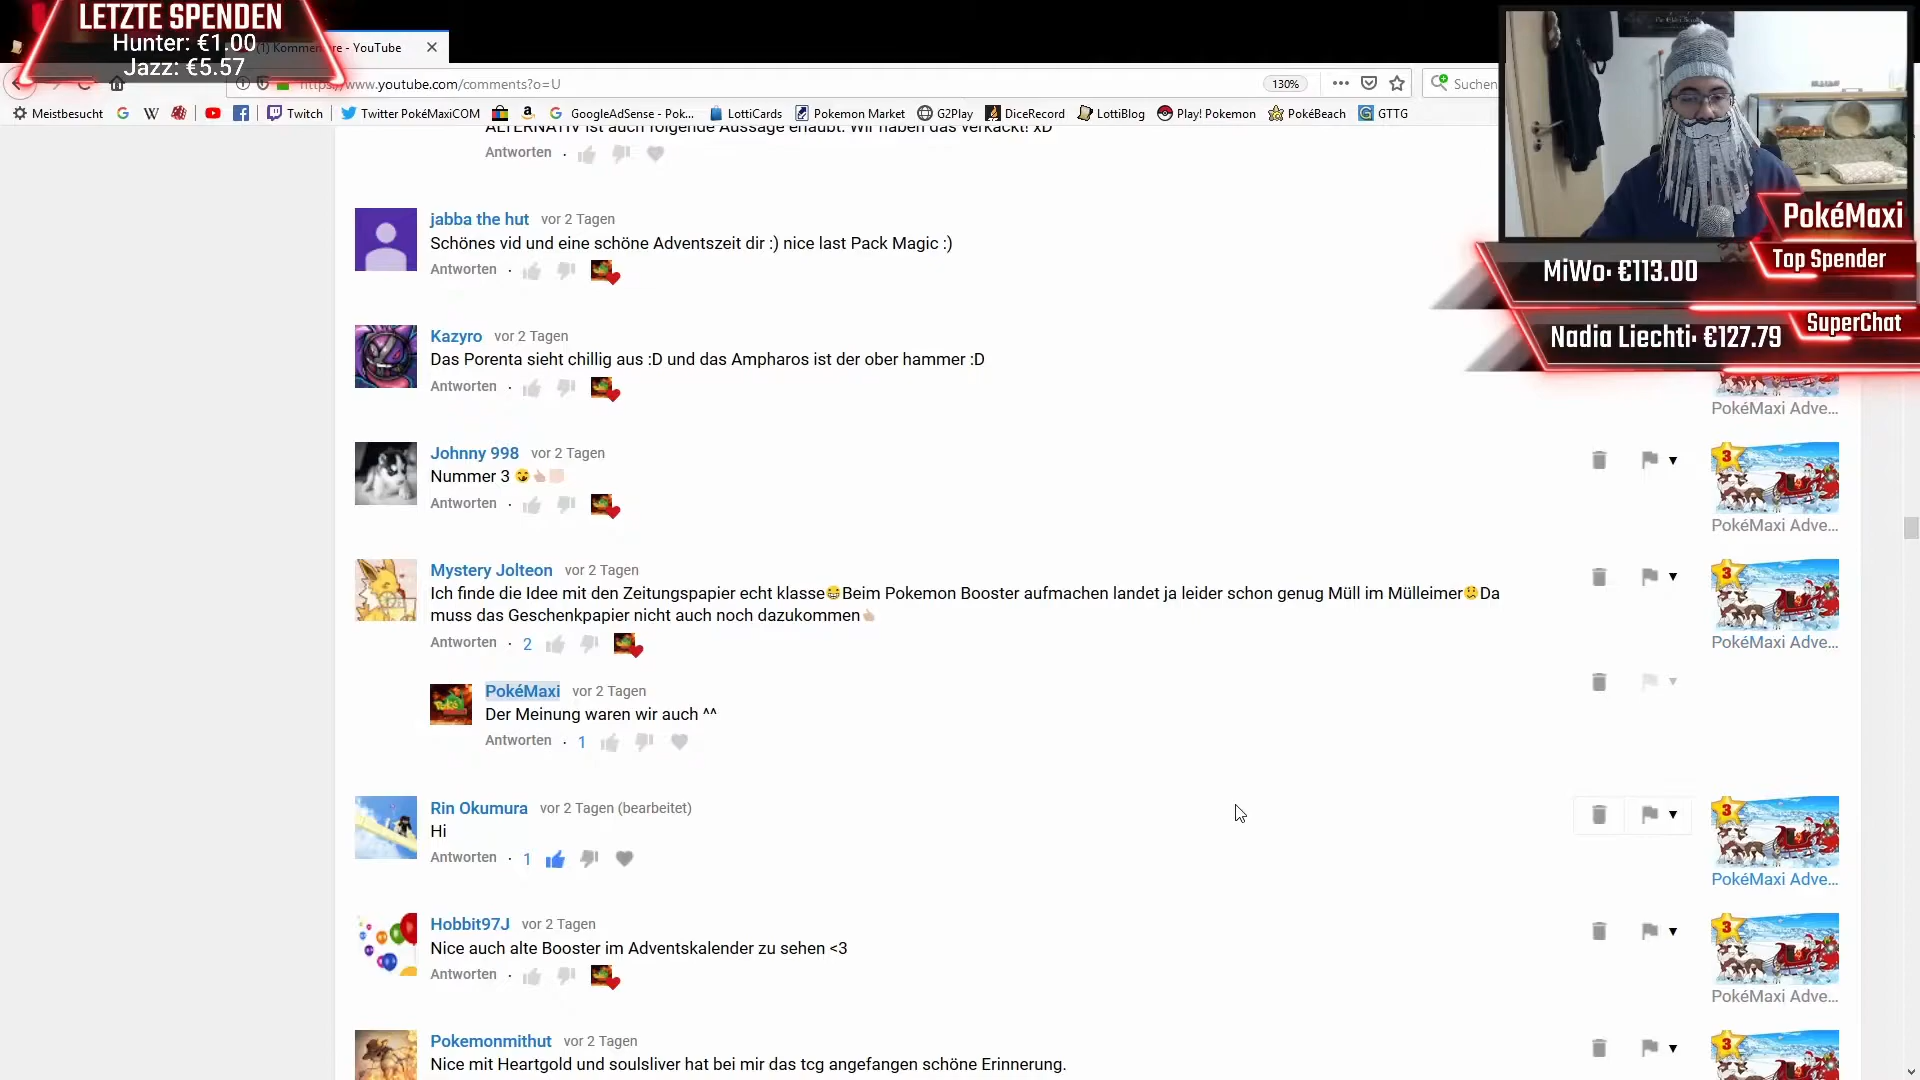 LETZTE SPENDEN
Hunter: €1.00
Jazz: €5.57
(1) Kommentare - YouTube
https://www.youtube.com/comments?o=U
130%
Suchen
Meistbesucht
Twitch
Twitter PokéMaxiCOM
GoogleAdSense - Pok...
LottiCards
Pokemon Market
G2Play
DiceRecord
LottiBlog
Play! Pokemon
PokéBeach
GTTG
ALTERNATIV ist auch folgende Aussage erlaubt: Wir haben das verkackt! xD
Antworten
jabba the hut vor 2 Tagen
Schönes vid und eine schöne Adventszeit dir :) nice last Pack Magic :)
Antworten
Kazyro vor 2 Tagen
Das Porenta sieht chillig aus :D und das Ampharos ist der ober hammer :D
Antworten
PokéMaxi Adve...
Johnny 998 vor 2 Tagen
Nummer 3
Antworten
3
PokéMaxi Adve...
Mystery Jolteon vor 2 Tagen
Ich finde die Idee mit den Zeitungspapier echt klasse😂Beim Pokemon Booster aufmachen landet ja leider schon genug Müll im Mülleimer😢Da
muss das Geschenkpapier nicht auch noch dazukommen
Antworten · 2
3
PokéMaxi Adve...
PokéMaxi vor 2 Tagen
Der Meinung waren wir auch ^^
Antworten · 1
Rin Okumura vor 2 Tagen (bearbeitet)
Hi
Antworten · 1
3
PokéMaxi Adve...
Hobbit97J vor 2 Tagen
Nice auch alte Booster im Adventskalender zu sehen <3
Antworten
3
PokéMaxi Adve...
Pokemonmithut vor 2 Tagen
Nice mit Heartgold und soulsliver hat bei mir das tcg angefangen schöne Erinnerung.
3
PokéMaxi
Top Spender
MiWo: €113.00
SuperChat
Nadia Liechti: €127.79